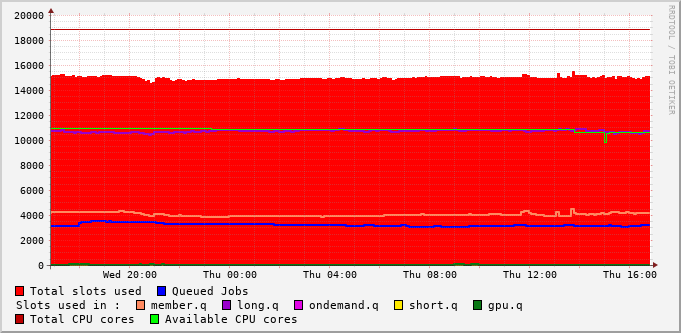 RRDTOOL / TOBI OETIKER
20000
18000
16000
14000
12000
10000
8000
6000
4000
2000
0
Wed 20:00 Thu 00:00 Thu 04:00 Thu 08:00 Thu 12:00 Thu 16:00
Total slots used Queued Jobs
Slots used in : member.q long.q ondemand.q short.q gpu.q
Total CPU cores Available CPU cores